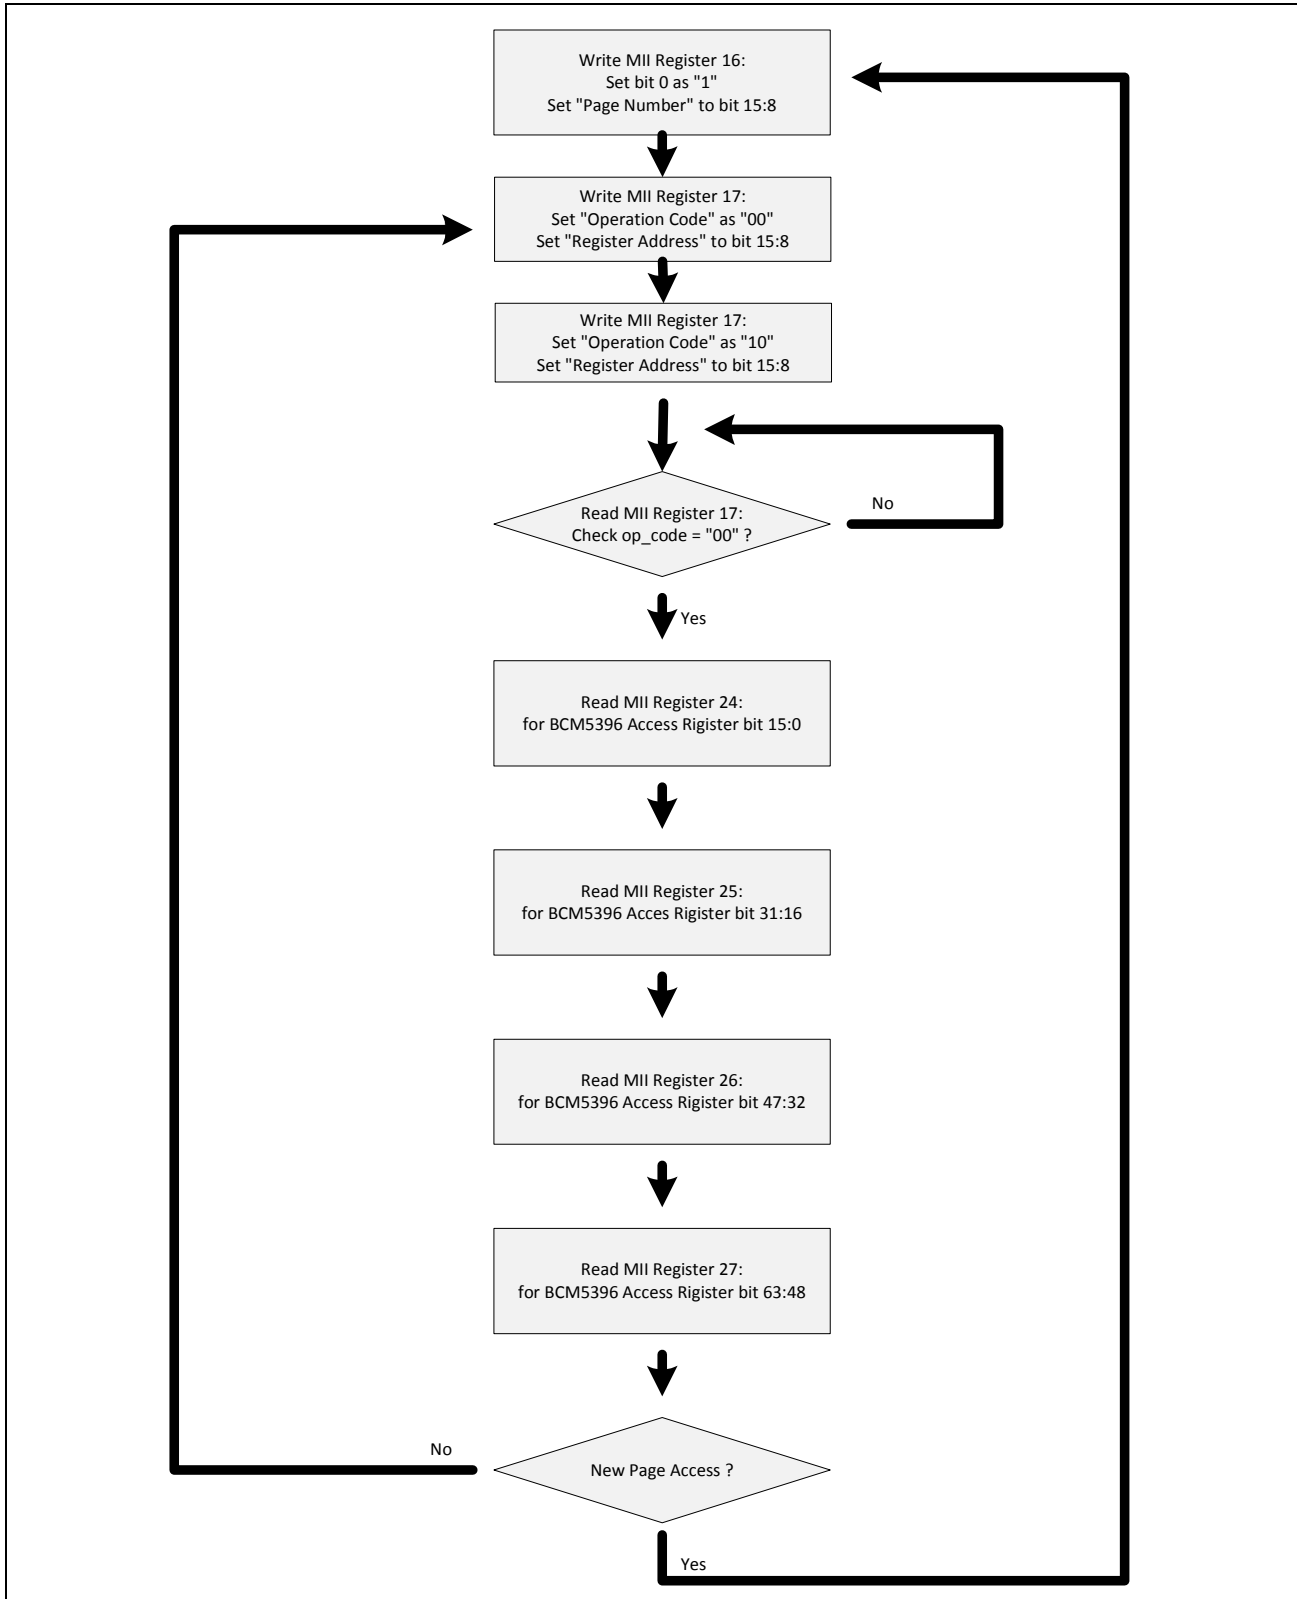 Write MII Register 16:
Set bit 0 as "1"
Set "Page Number" to bit 15:8
Write MII Register 17:
Set "Operation Code" as "00"
Set "Register Address" to bit 15:8
Write MII Register 17:
Set "Operation Code" as "10"
Set "Register Address" to bit 15:8
Read MII Register 17:
Check op_code = "00" ?
No
Yes
Read MII Register 24:
for BCM5396 Access Rigister bit 15:0
Read MII Register 25:
for BCM5396 Acces Rigister bit 31:16
Read MII Register 26:
for BCM5396 Access Rigister bit 47:32
Read MII Register 27:
for BCM5396 Access Rigister bit 63:48
No
New Page Access ?
Yes